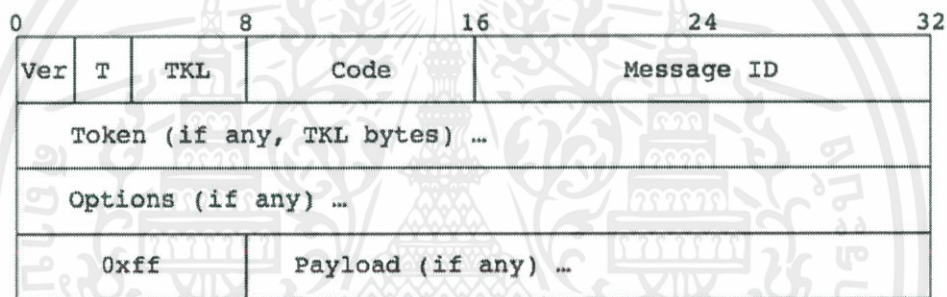 0 8 16 24 32
Ver T TKL Code Message ID
Token (if any, TKL bytes) …
Options (if any) …
0xff Payload (if any) …